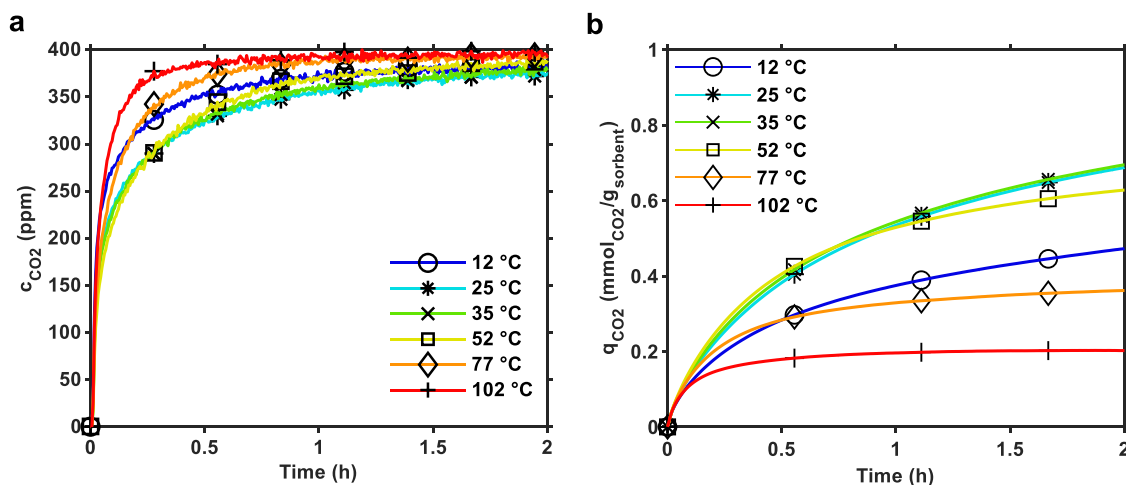 a
400
350
300
250
200
150
100
50
0
c_CO2 (ppm)
0
0.5
1
1.5
2
Time (h)
12 °C
25 °C
35 °C
52 °C
77 °C
102 °C
b
1
0.8
0.6
0.4
0.2
0
q_CO2 (mmol_CO2/g_sorbent)
0
0.5
1
1.5
2
Time (h)
12 °C
25 °C
35 °C
52 °C
77 °C
102 °C